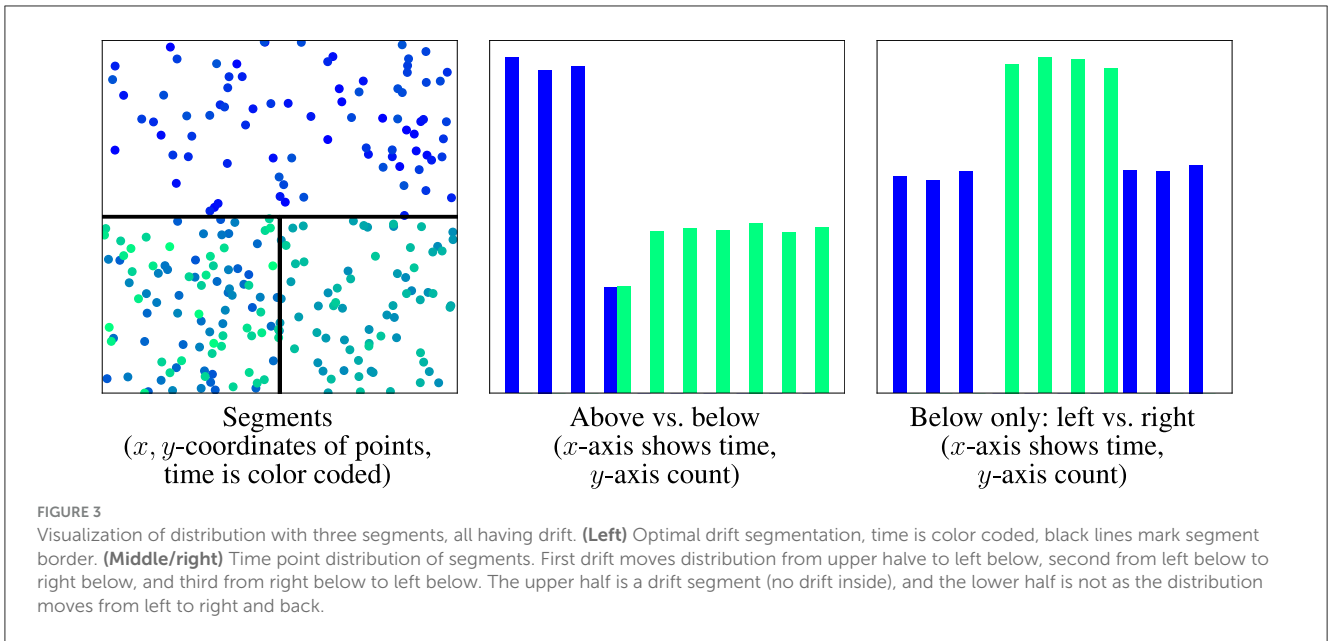 Segments
(x, y-coordinates of points,
time is color coded)
Above vs. below
(x-axis shows time,
y-axis count)
Below only: left vs. right
(x-axis shows time,
y-axis count)
FIGURE 3
Visualization of distribution with three segments, all having drift. (Left) Optimal drift segmentation, time is color coded, black lines mark segment
border. (Middle/right) Time point distribution of segments. First drift moves distribution from upper halve to left below, second from left below to
right below, and third from right below to left below. The upper half is a drift segment (no drift inside), and the lower half is not as the distribution
moves from left to right and back.